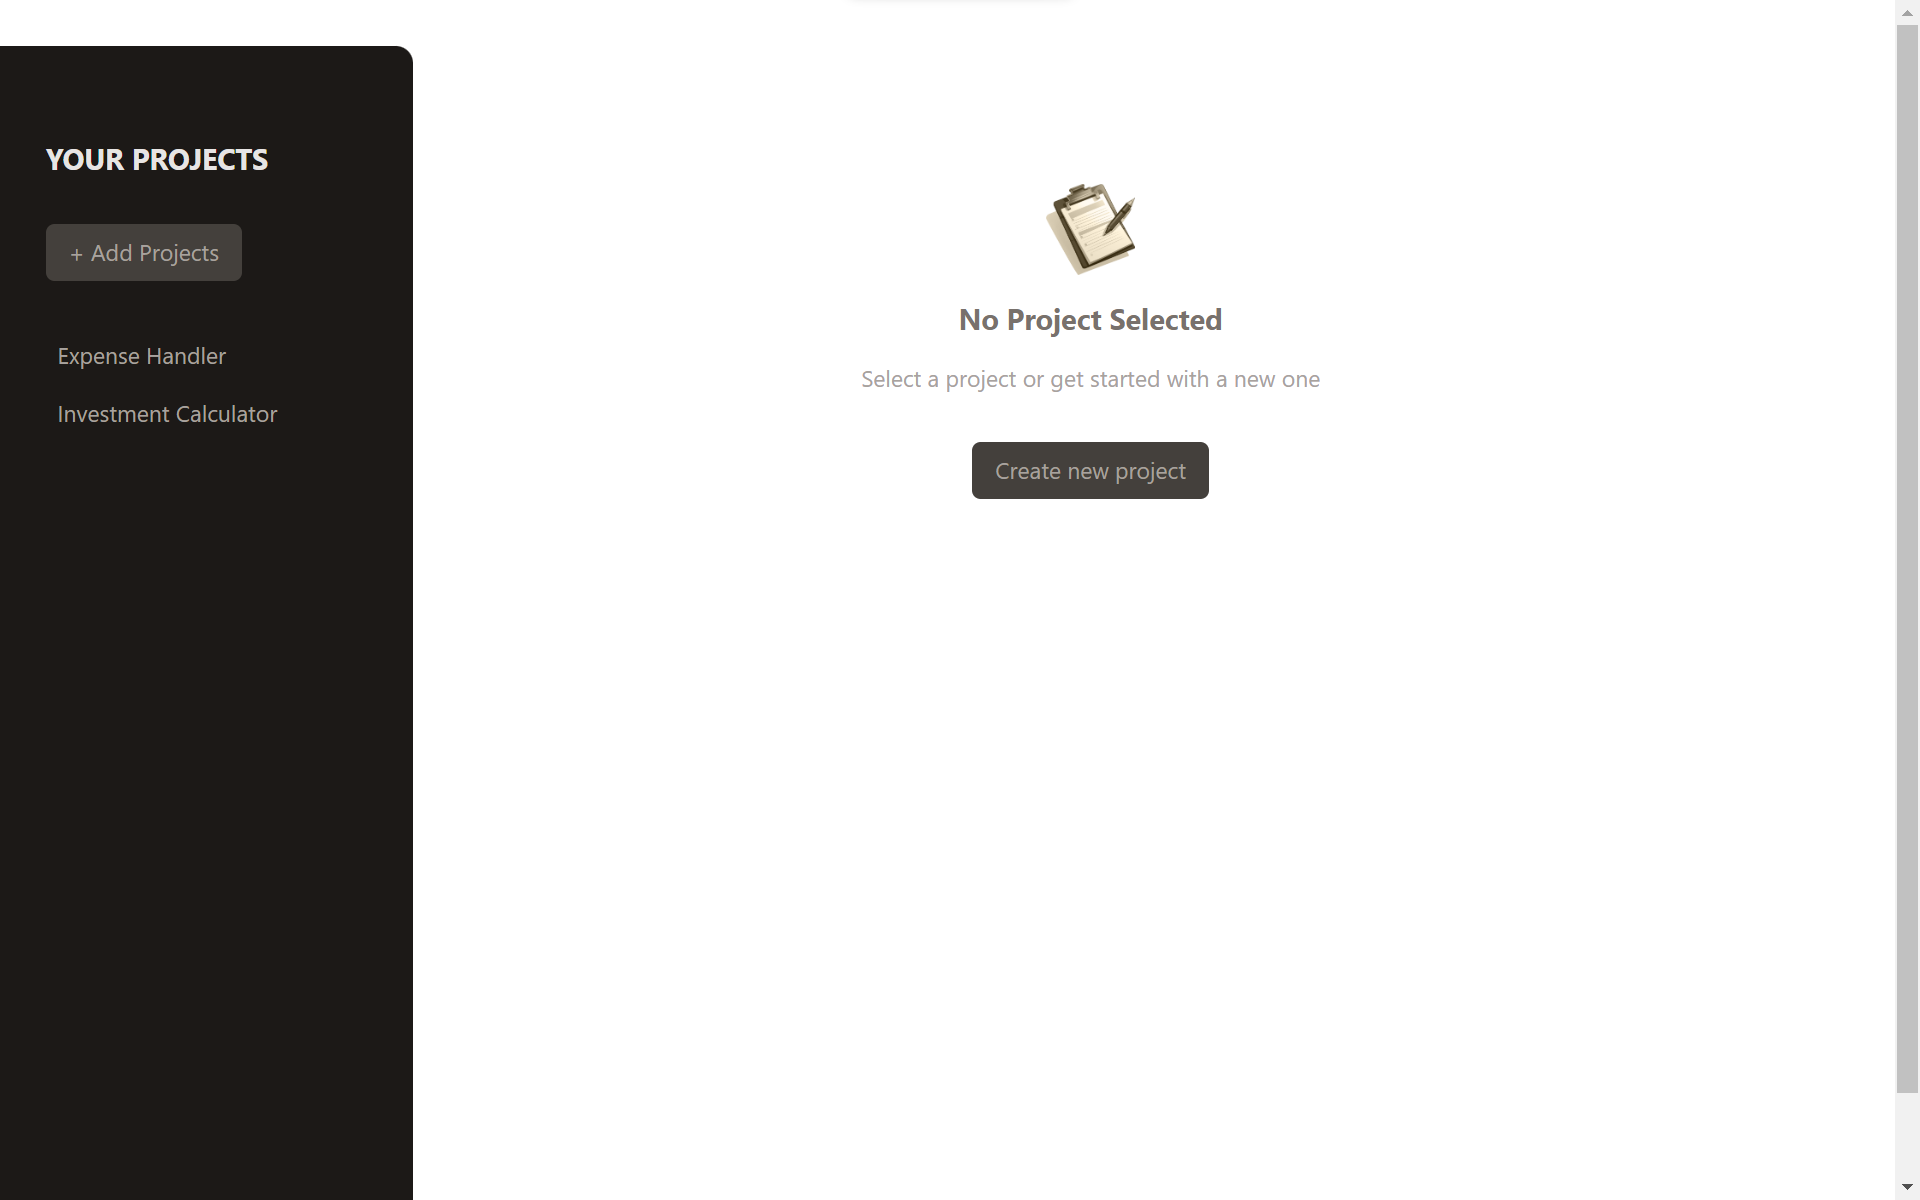 YOUR PROJECTS
+ Add Projects
Expense Handler
Investment Calculator
No Project Selected
Select a project or get started with a new one
Create new project